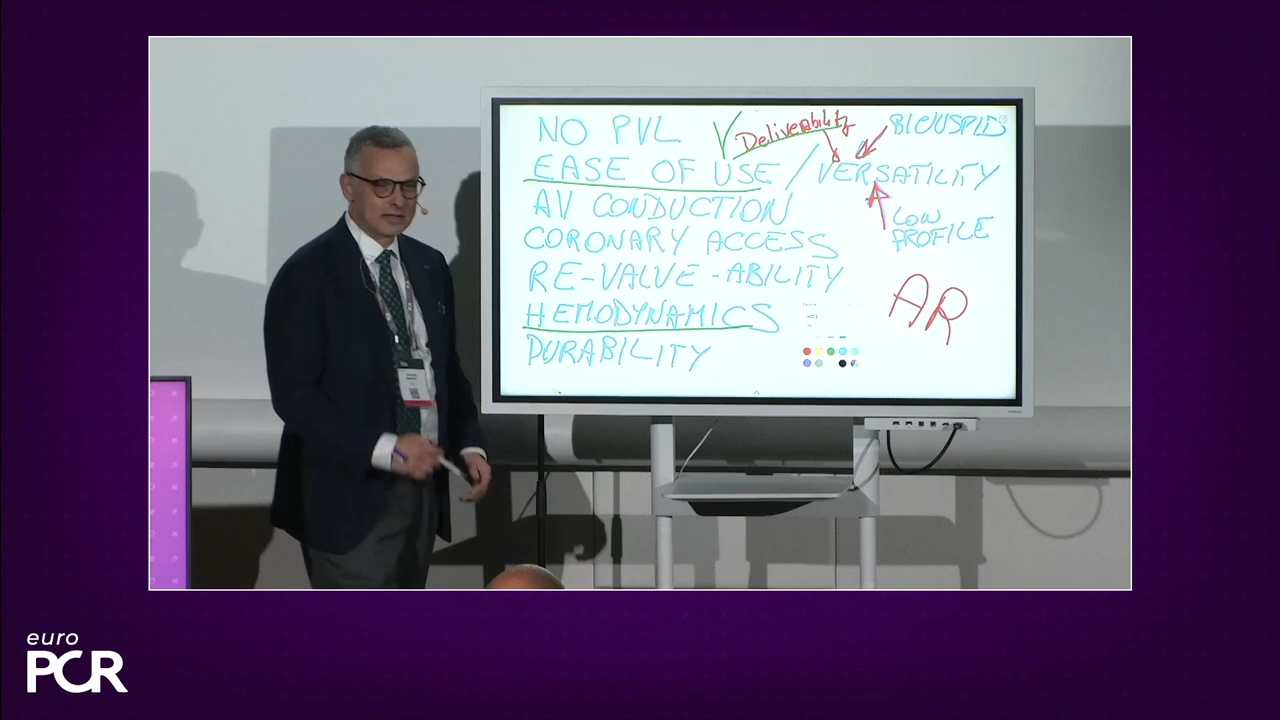 NO PVL
Deliverability
BICUSPIDS
EASE OF USE / VERSATILITY
AV CONDUCTION
LOW
PROFILE
CORONARY ACCESS
RE-VALVE-ABILITY
AR
HEMODYNAMICS
DURABILITY
euro
PCR